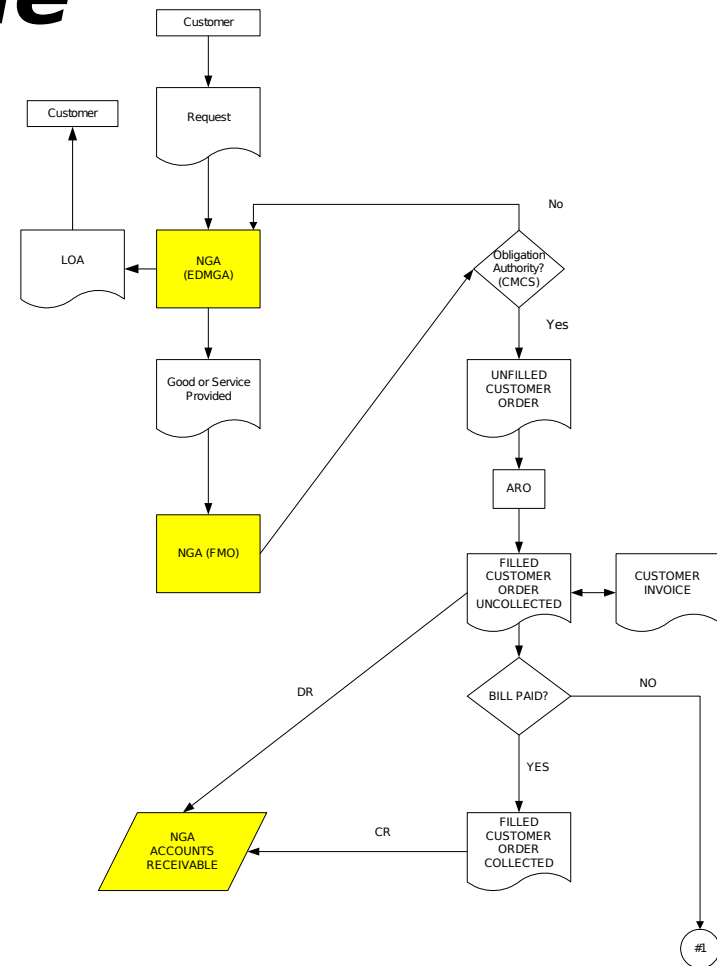 Customer
Request
Customer
LOA
NGA
(EDMGA)
No
Obligation
Authority?
(CMCS)
Yes
Good or Service
Provided
UNFILLED
CUSTOMER
ORDER
ARO
NGA (FMO)
FILLED
CUSTOMER
ORDER
UNCOLLECTED
CUSTOMER
INVOICE
DR
BILL PAID?
NO
YES
NGA
ACCOUNTS
RECEIVABLE
CR
FILLED
CUSTOMER
ORDER
COLLECTED
#1